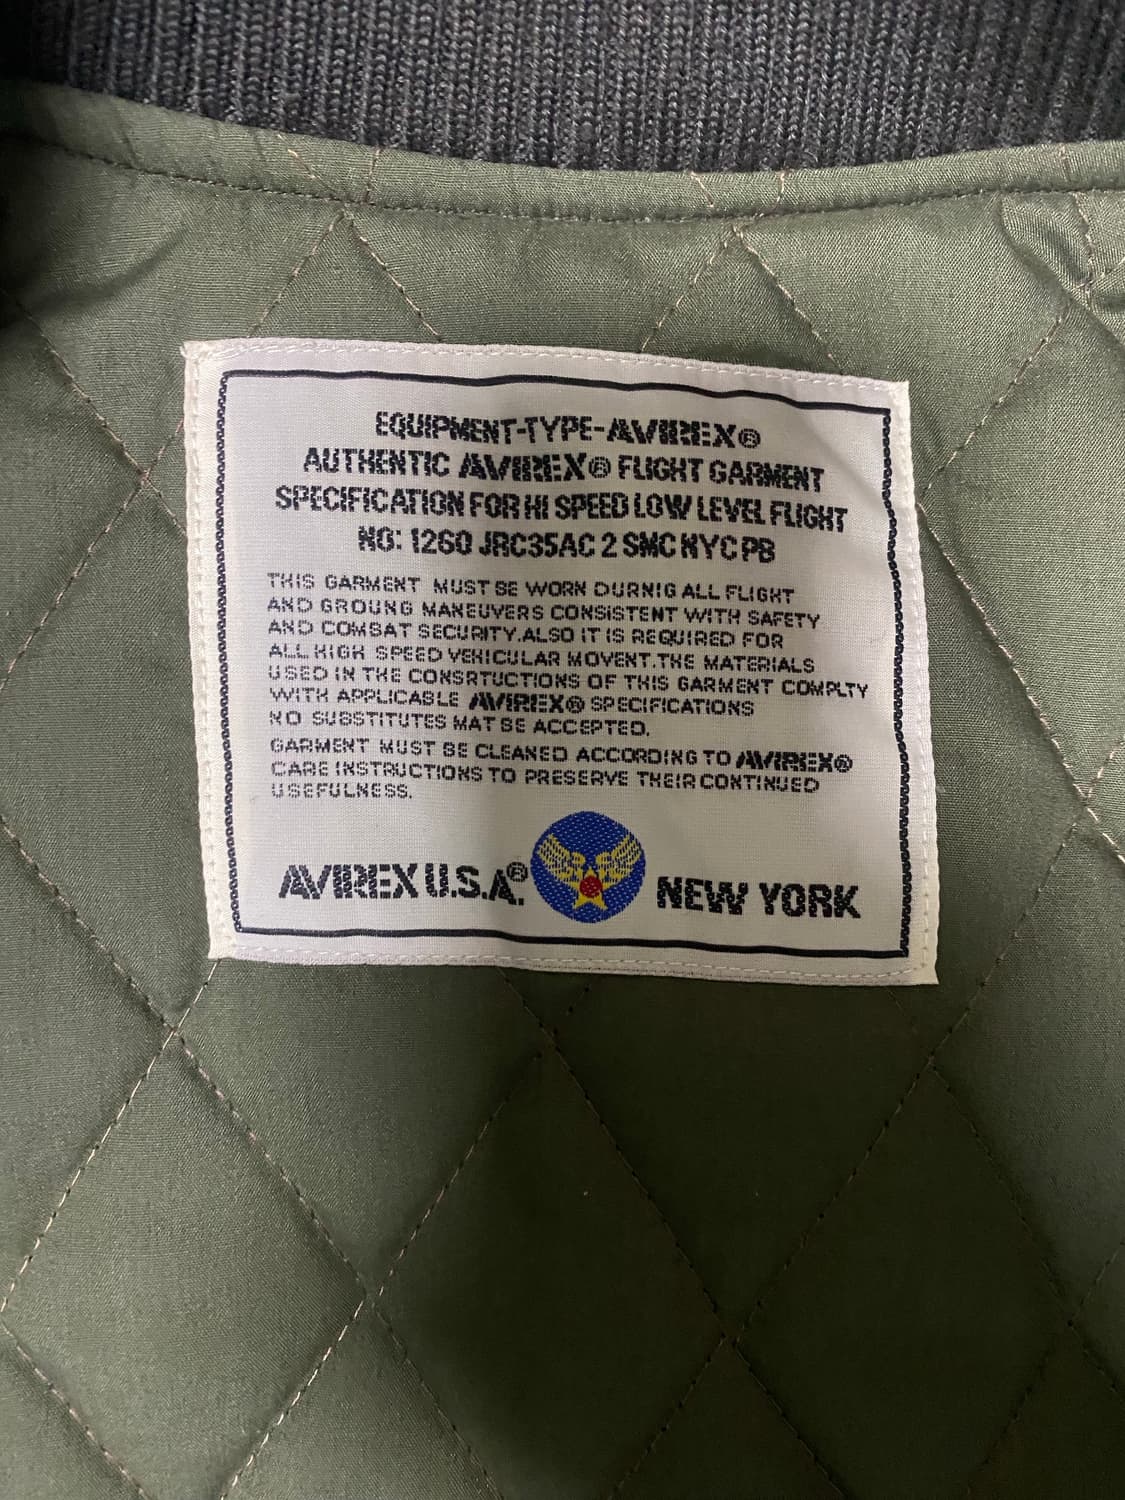 EQUIPMENT-TYPE-AVIREX®
AUTHENTIC AVIREX® FLIGHT GARMENT
SPECIFICATION FOR HI SPEED LOW LEVEL FLIGHT
NO: 1260 JRC35AC 2 SMC NYC PB
THIS GARMENT MUST BE WORN DURNIG ALL FLIGHT
AND GROUNG MANEUVERS CONSISTENT WITH SAFETY
AND COMBAT SECURITY.ALSO IT IS REQUIRED FOR
ALL HIGH SPEED VEHICULAR MOVENT.THE MATERIALS
USED IN THE CONSRTUCTIONS OF THIS GARMENT COMPLTY
WITH APPLICABLE AVIREX® SPECIFICATIONS
NO SUBSTITUTES MAT BE ACCEPTED.
GARMENT MUST BE CLEANED ACCORDING TO AVIREX®
CARE INSTRUCTIONS TO PRESERVE THEIR CONTINUED
USEFULNESS.
AVIREX U.S.A.® NEW YORK